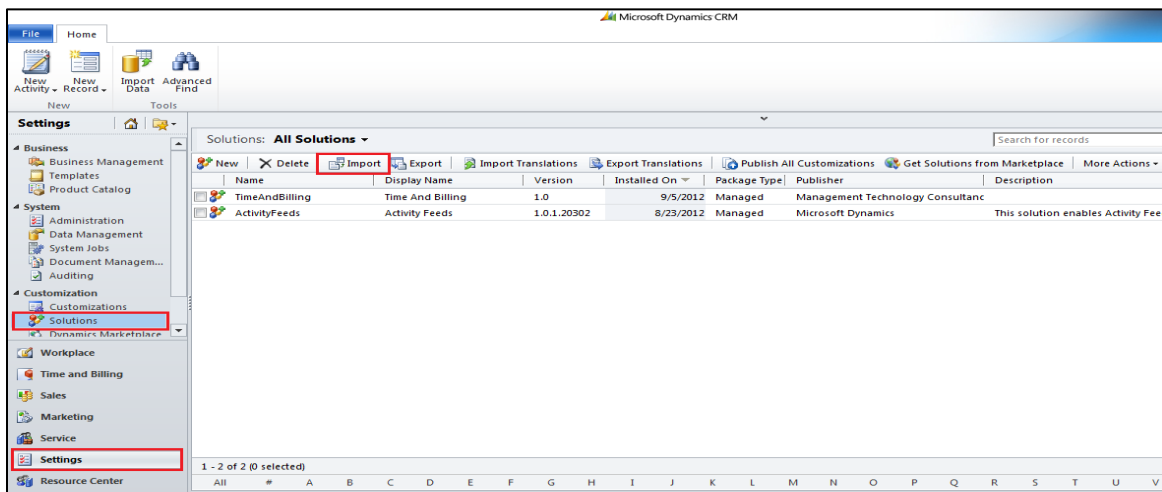 Microsoft Dynamics CRM
File Home
New Activity New Record Import Data Advanced Find
New Tools
Settings
Solutions: All Solutions
Search for records
New Delete Import Export Import Translations Export Translations Publish All Customizations Get Solutions from Marketplace More Actions
Name Display Name Version Installed On Package Type Publisher Description
TimeAndBilling Time And Billing 1.0 9/5/2012 Managed Management Technology Consultanc
ActivityFeeds Activity Feeds 1.0.1.20302 8/23/2012 Managed Microsoft Dynamics This solution enables Activity Fee
Business
Business Management
Templates
Product Catalog
System
Administration
Data Management
System Jobs
Document Managem...
Auditing
Customization
Customizations
Solutions
Dynamics Marketplace
Workplace
Time and Billing
Sales
Marketing
Service
Settings
Resource Center
1 - 2 of 2 (0 selected)
All # A B C D E F G H I J K L M N O P Q R S T U V